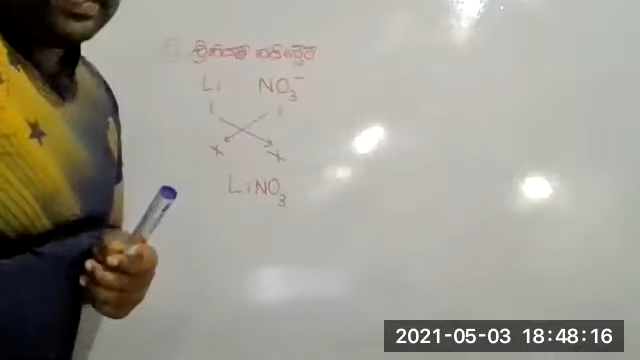 ලිතියම් නයිට්‍රේට්
Li NO₃⁻
1 1
x x
LiNO₃
2021-05-03 18:48:16